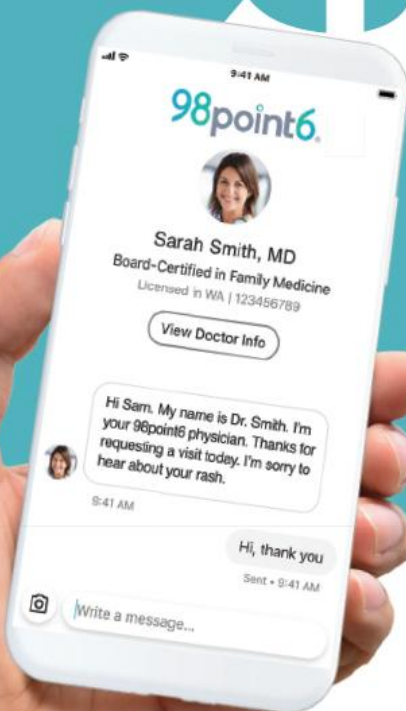 9:41 AM
98point6®
Sarah Smith, MD
Board-Certified in Family Medicine
Licensed in WA | 123456789
View Doctor Info
Hi Sam. My name is Dr. Smith. I'm
your 98point6 physician. Thanks for
requesting a visit today. I'm sorry to
hear about your rash.
9:41 AM
Hi, thank you
Sent • 9:41 AM
Write a message...